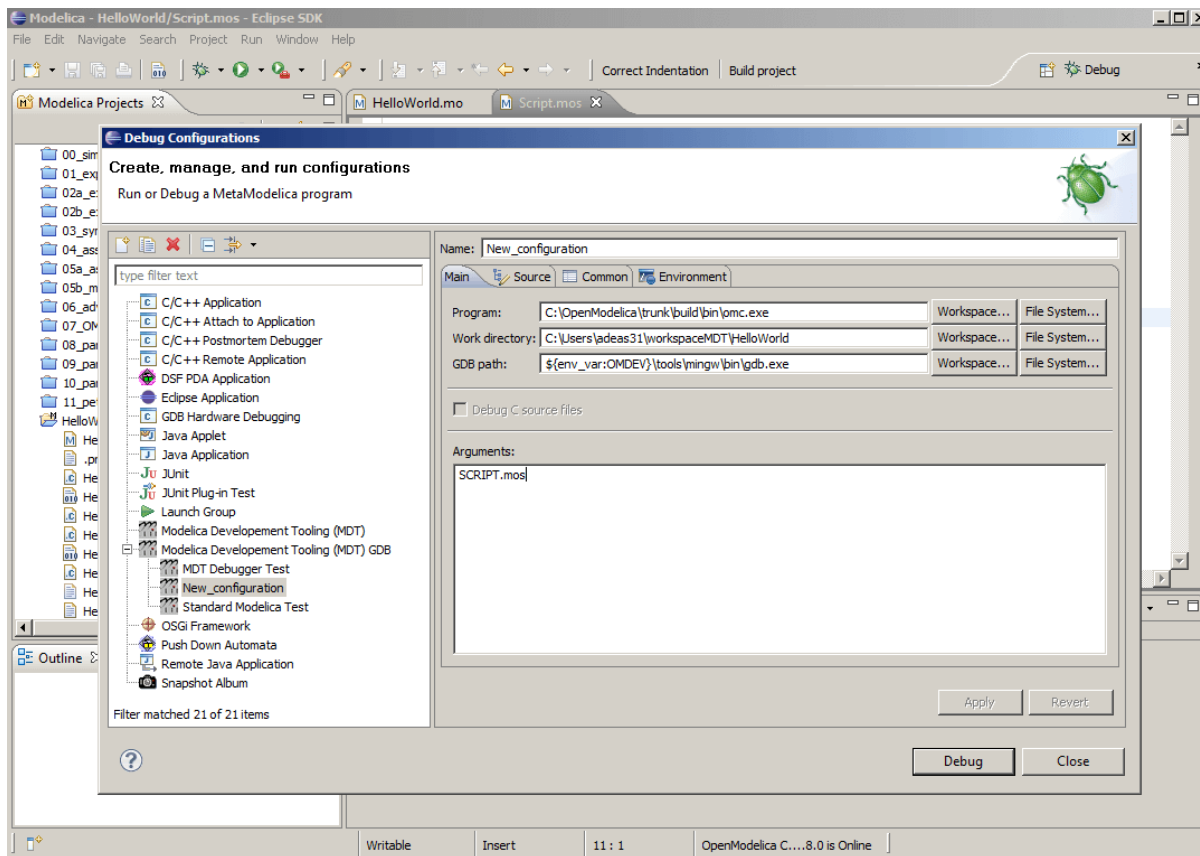 Modelica - HelloWorld/Script.mos - Eclipse SDK
File Edit Navigate Search Project Run Window Help
Correct Indentation Build project Debug
Modelica Projects HelloWorld.mo Script.mos
Debug Configurations
Create, manage, and run configurations
Run or Debug a MetaModelica program
00_sim
01_exp
02a_e
02b_e
03_syn
04_ass
05a_as
05b_m
06_adv
07_OM
08_par
09_par
10_par
11_pet
HelloW
He
.pr
He
He
He
He
He
He
He
He
type filter text
C/C++ Application
C/C++ Attach to Application
C/C++ Postmortem Debugger
C/C++ Remote Application
DSF PDA Application
Eclipse Application
GDB Hardware Debugging
Java Applet
Java Application
JUnit
JUnit Plug-in Test
Launch Group
Modelica Developement Tooling (MDT)
Modelica Developement Tooling (MDT) GDB
MDT Debugger Test
New_configuration
Standard Modelica Test
OSGi Framework
Push Down Automata
Remote Java Application
Snapshot Album
Filter matched 21 of 21 items
Name: New_configuration
Main Source Common Environment
Program: C:\OpenModelica\trunk\build\bin\omc.exe Workspace... File System...
Work directory: C:\Users\adeas31\workspaceMDT\HelloWorld Workspace... File System...
GDB path: ${env_var:OMDEV}\tools\mingw\bin\gdb.exe Workspace... File System...
Debug C source files
Arguments:
SCRIPT.mos
Apply Revert
Debug Close
Outline
Writable Insert 11 : 1 OpenModelica C....8.0 is Online